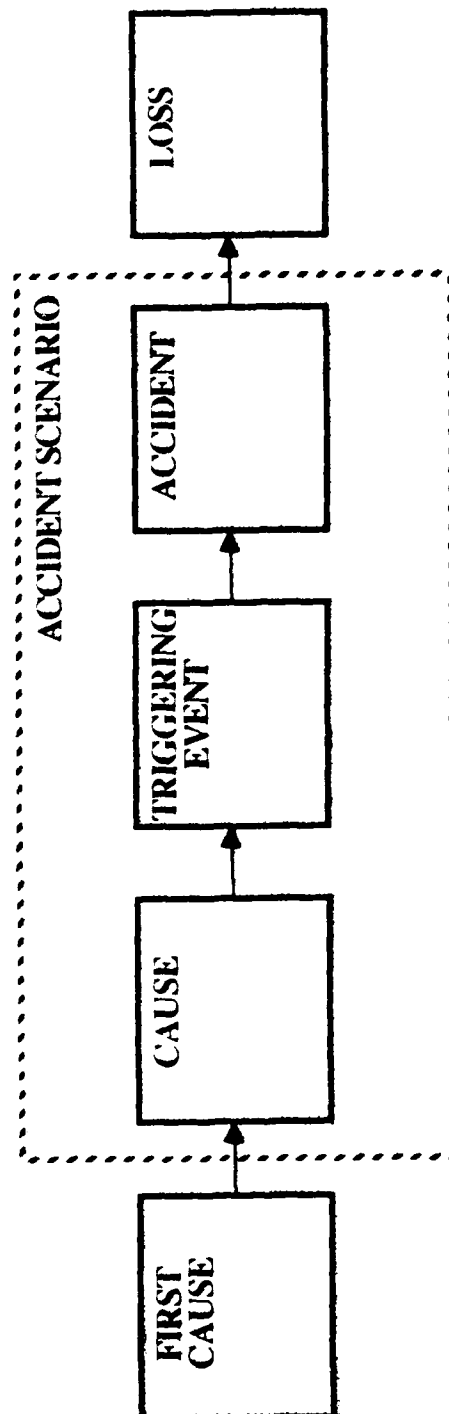 ACCIDENT SCENARIO
FIRST
CAUSE
CAUSE
TRIGGERING
EVENT
ACCIDENT
LOSS